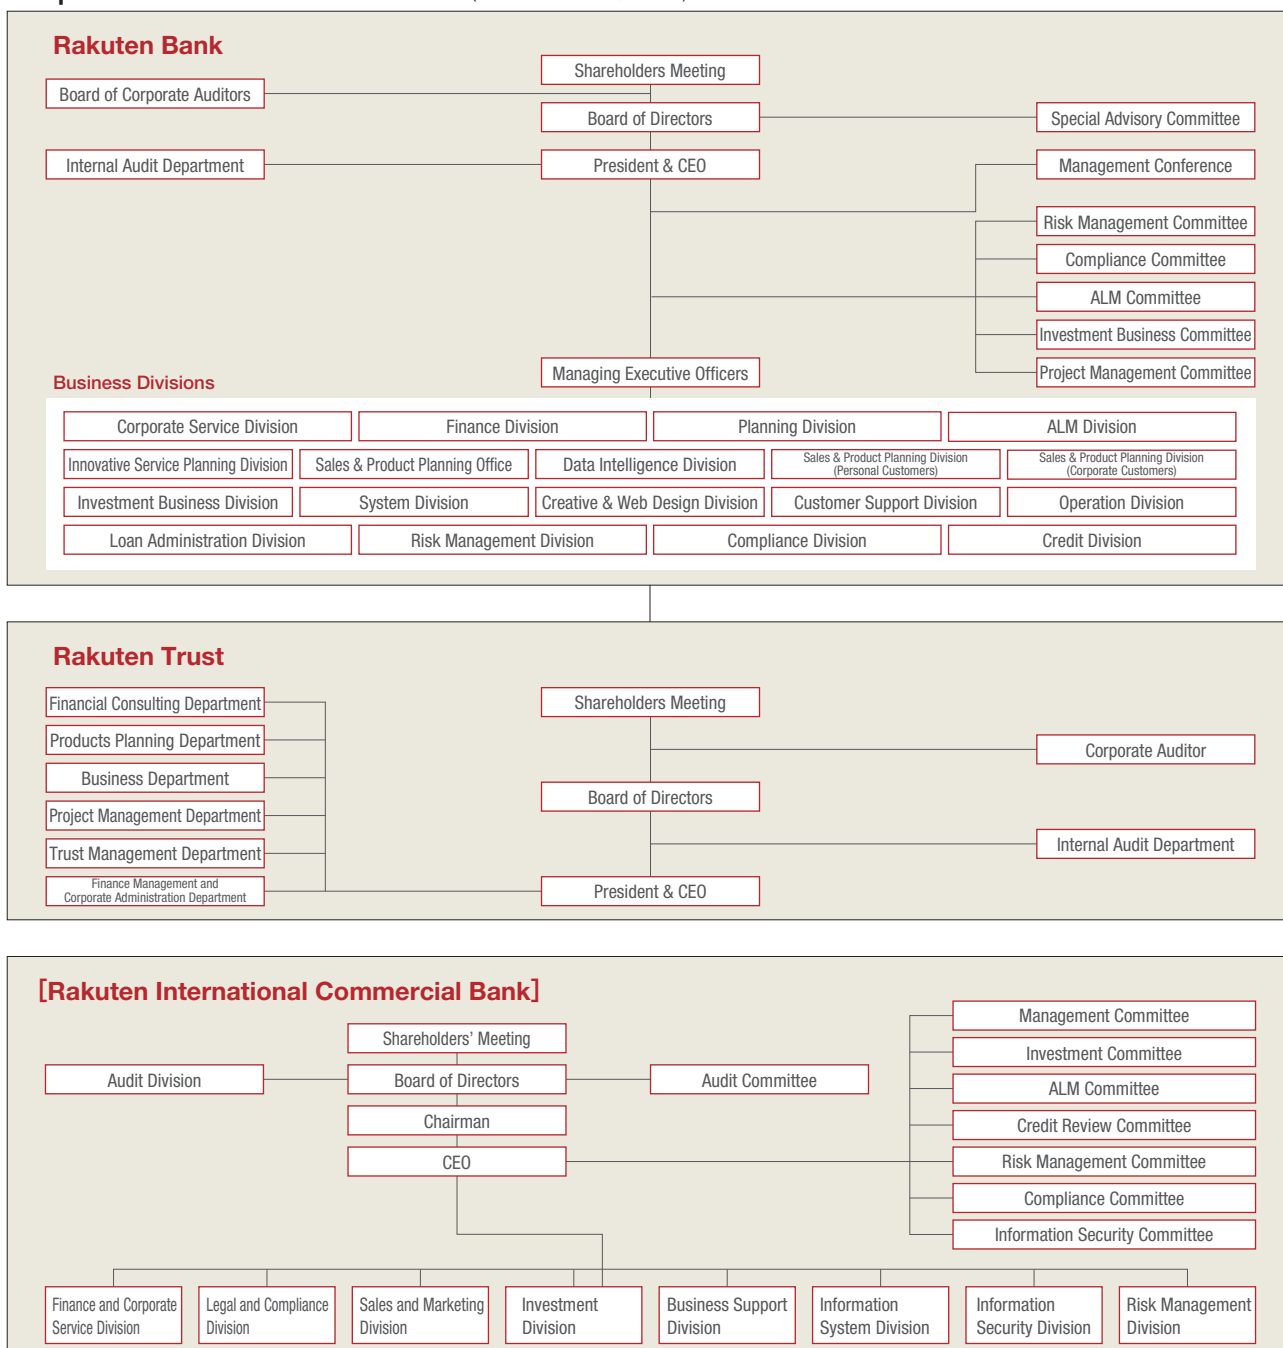 Rakuten Bank
Shareholders Meeting
Board of Corporate Auditors
Board of Directors
Special Advisory Committee
Internal Audit Department
President & CEO
Management Conference
Risk Management Committee
Compliance Committee
ALM Committee
Investment Business Committee
Managing Executive Officers
Project Management Committee
Business Divisions
Corporate Service Division
Finance Division
Planning Division
ALM Division
Innovative Service Planning Division
Sales & Product Planning Office
Data Intelligence Division
Sales & Product Planning Division
(Personal Customers)
Sales & Product Planning Division
(Corporate Customers)
Investment Business Division
System Division
Creative & Web Design Division
Customer Support Division
Operation Division
Loan Administration Division
Risk Management Division
Compliance Division
Credit Division
Rakuten Trust
Financial Consulting Department
Shareholders Meeting
Products Planning Department
Corporate Auditor
Business Department
Board of Directors
Project Management Department
Trust Management Department
Internal Audit Department
Finance Management and
Corporate Administration Department
President & CEO
[Rakuten International Commercial Bank]
Management Committee
Shareholders' Meeting
Investment Committee
Audit Division
Board of Directors
Audit Committee
ALM Committee
Chairman
Credit Review Committee
CEO
Risk Management Committee
Compliance Committee
Information Security Committee
Finance and Corporate
Service Division
Legal and Compliance
Division
Sales and Marketing
Division
Investment
Division
Business Support
Division
Information
System Division
Information
Security Division
Risk Management
Division